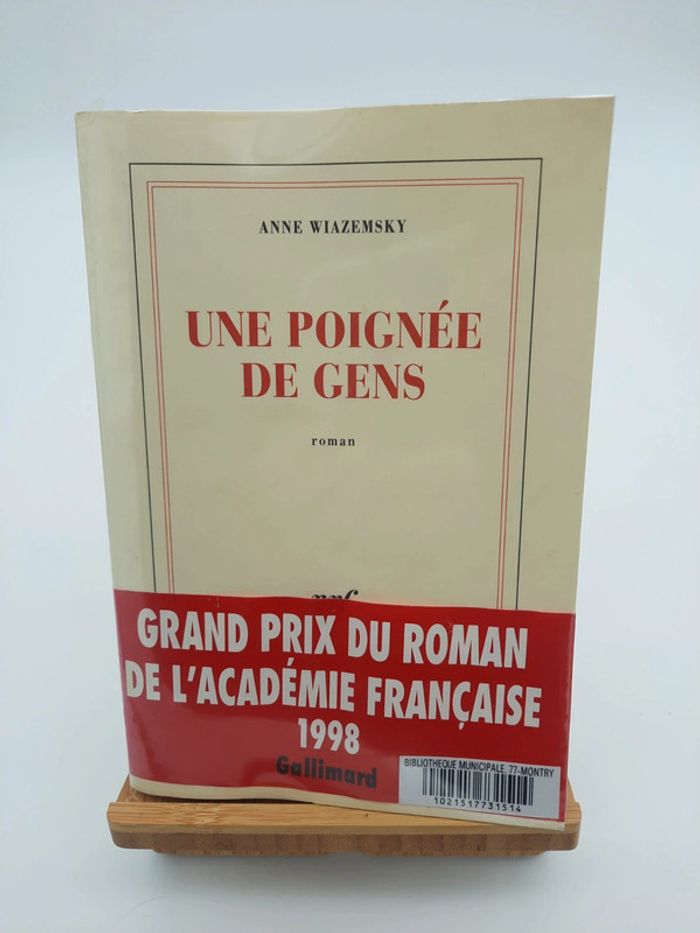 ANNE WIAZEMSKY
UNE POIGNÉE
DE GENS
roman
nrf
GRAND PRIX DU ROMAN
DE L'ACADÉMIE FRANÇAISE
1998
Gallimard
BIBLIOTHEQUE MUNICIPALE. 77-MONTRY
1021517731514